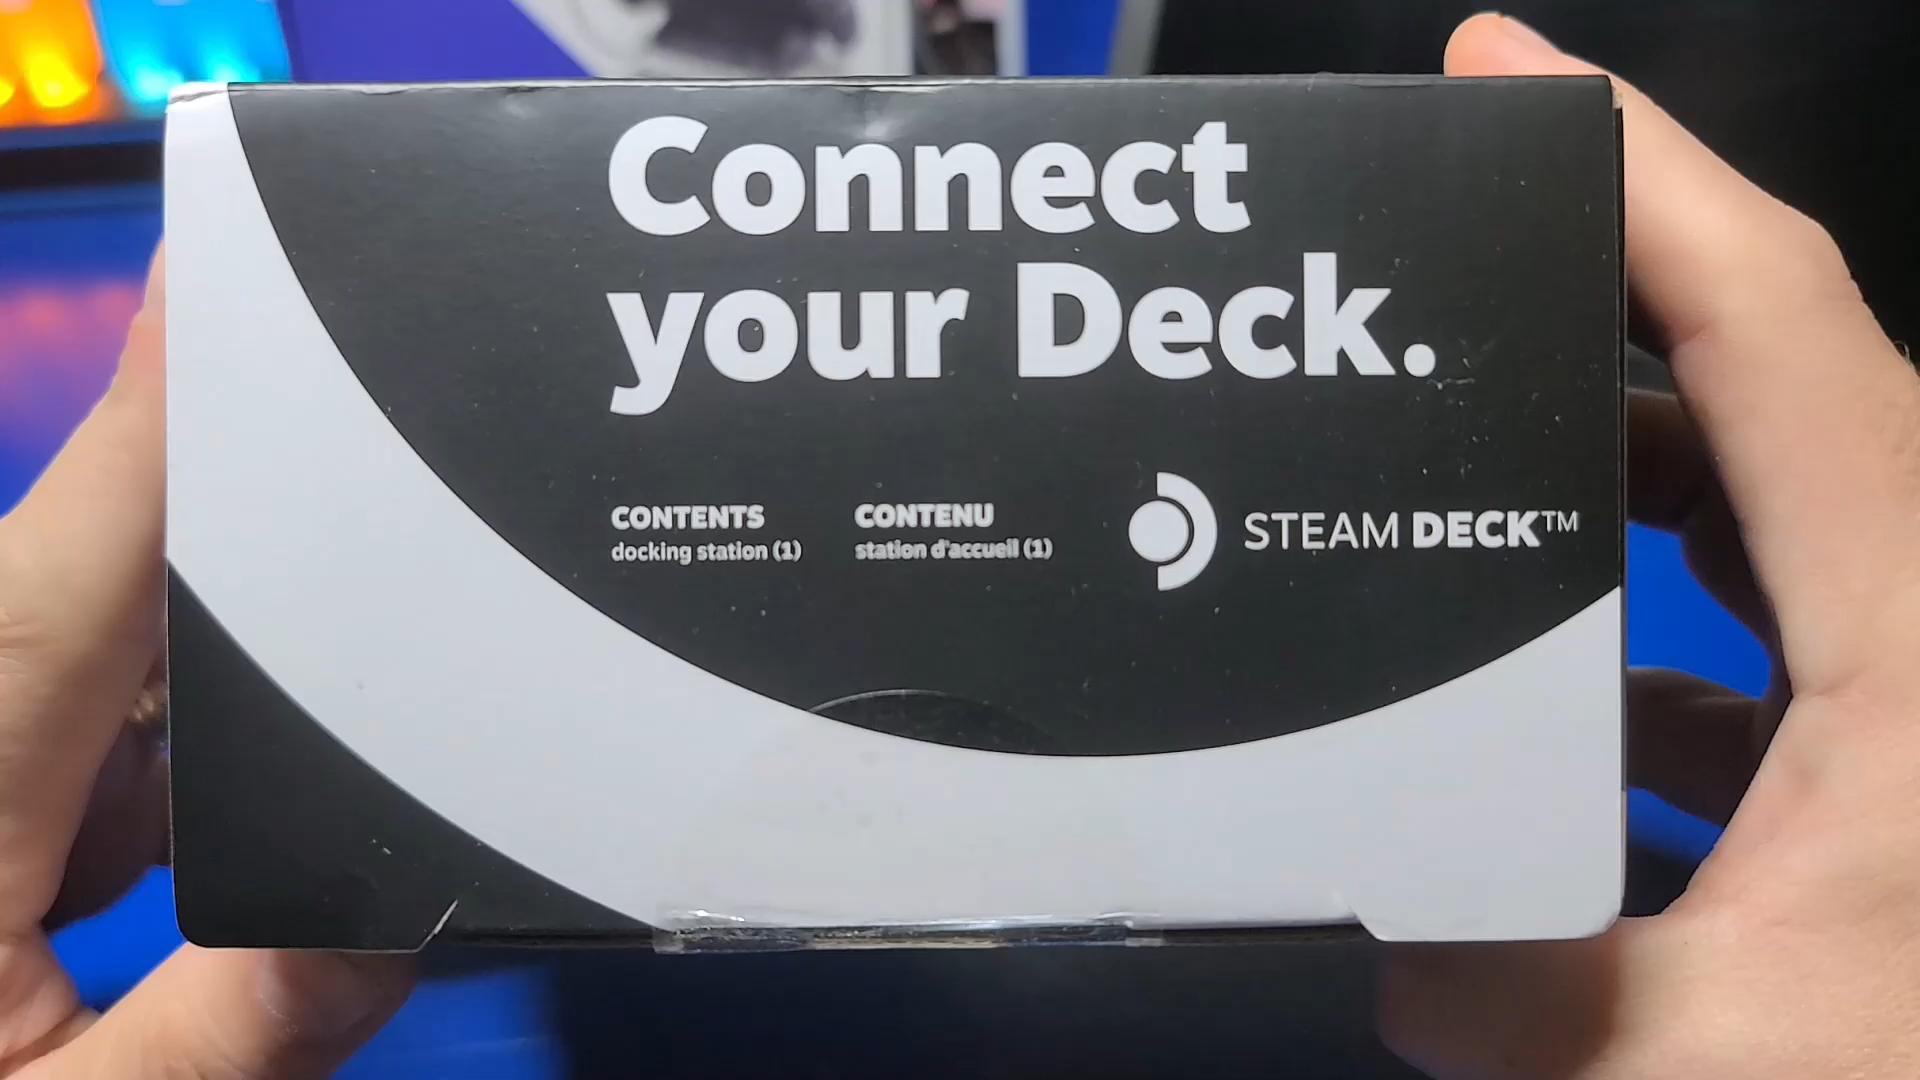 Connect
your Deck.
CONTENTS
docking station (1)
CONTENU
station d'accueil (1)
STEAM DECK™